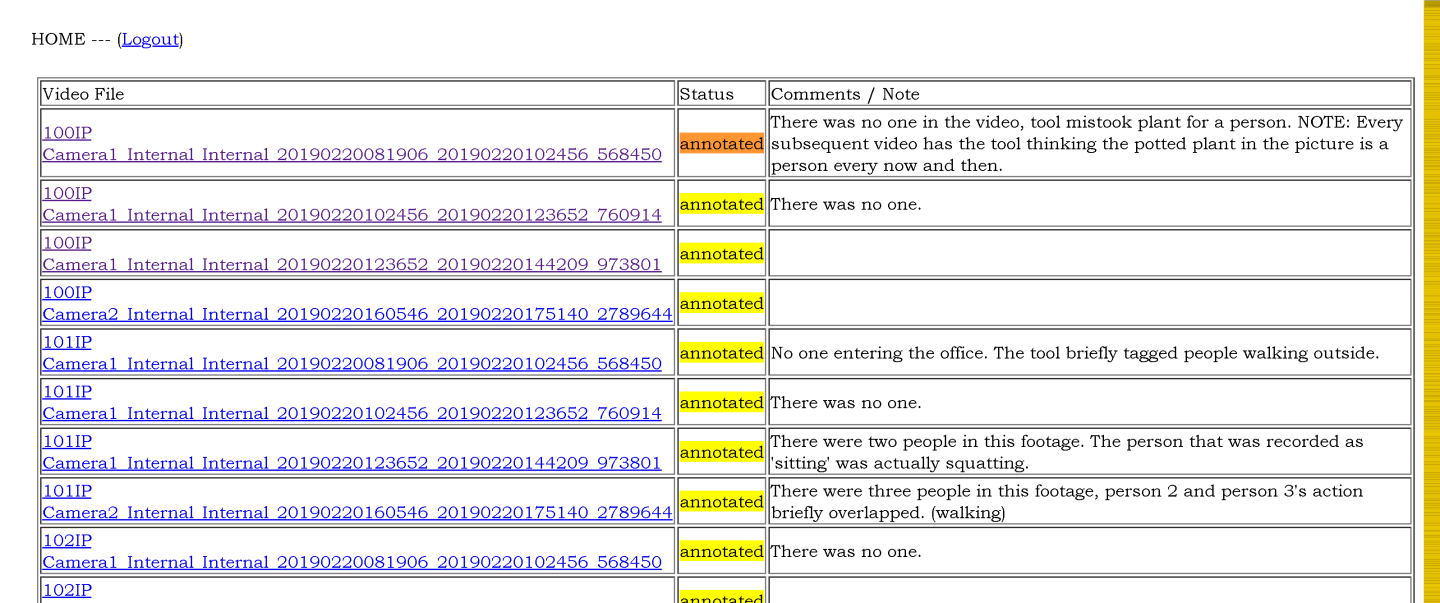 HOME --- (Logout)
Video File Status Comments / Note
100IP
Camera1_Internal_Internal_20190220081906_20190220102456_568450
annotated
There was no one in the video, tool mistook plant for a person. NOTE: Every
subsequent video has the tool thinking the potted plant in the picture is a
person every now and then.
100IP
Camera1_Internal_Internal_20190220102456_20190220123652_760914
annotated
There was no one.
100IP
Camera1_Internal_Internal_20190220123652_20190220144209_973801
annotated
100IP
Camera2_Internal_Internal_20190220160546_20190220175140_2789644
annotated
101IP
Camera1_Internal_Internal_20190220081906_20190220102456_568450
annotated
No one entering the office. The tool briefly tagged people walking outside.
101IP
Camera1_Internal_Internal_20190220102456_20190220123652_760914
annotated
There was no one.
101IP
Camera1_Internal_Internal_20190220123652_20190220144209_973801
annotated
There were two people in this footage. The person that was recorded as
'sitting' was actually squatting.
101IP
Camera2_Internal_Internal_20190220160546_20190220175140_2789644
annotated
There were three people in this footage, person 2 and person 3's action
briefly overlapped. (walking)
102IP
Camera1_Internal_Internal_20190220081906_20190220102456_568450
annotated
There was no one.
102IP
annotated